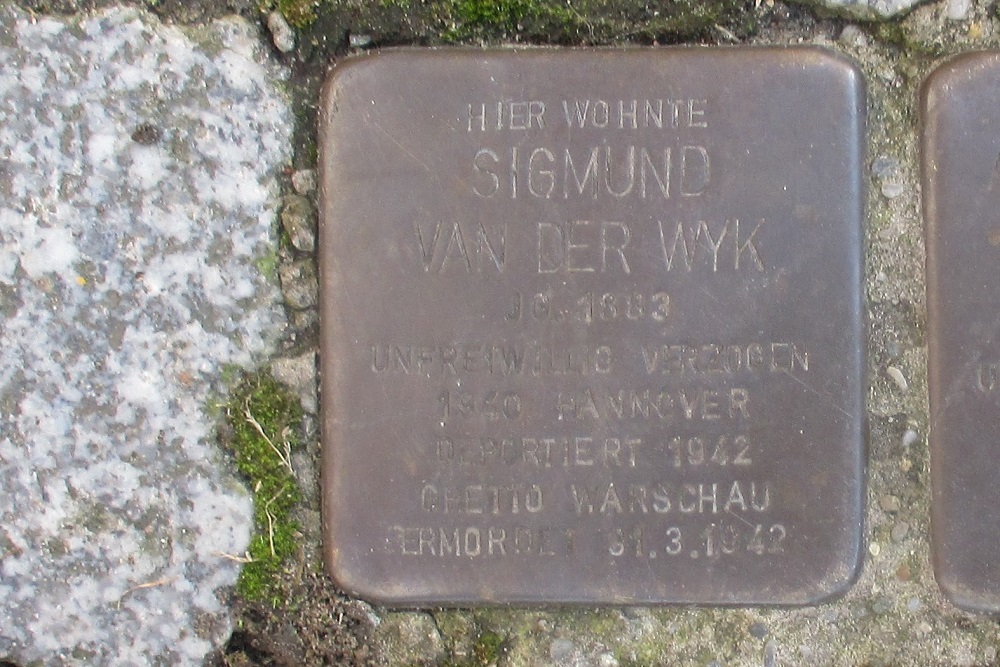 HIER WOHNTE
SIGMUND
VAN DER WYK
JG. 1883
UNFREIWILLIG VERZOGEN
1940 HANNOVER
DEPORTIERT 1942
GHETTO WARSCHAU
ERMORDET 31.3.1942